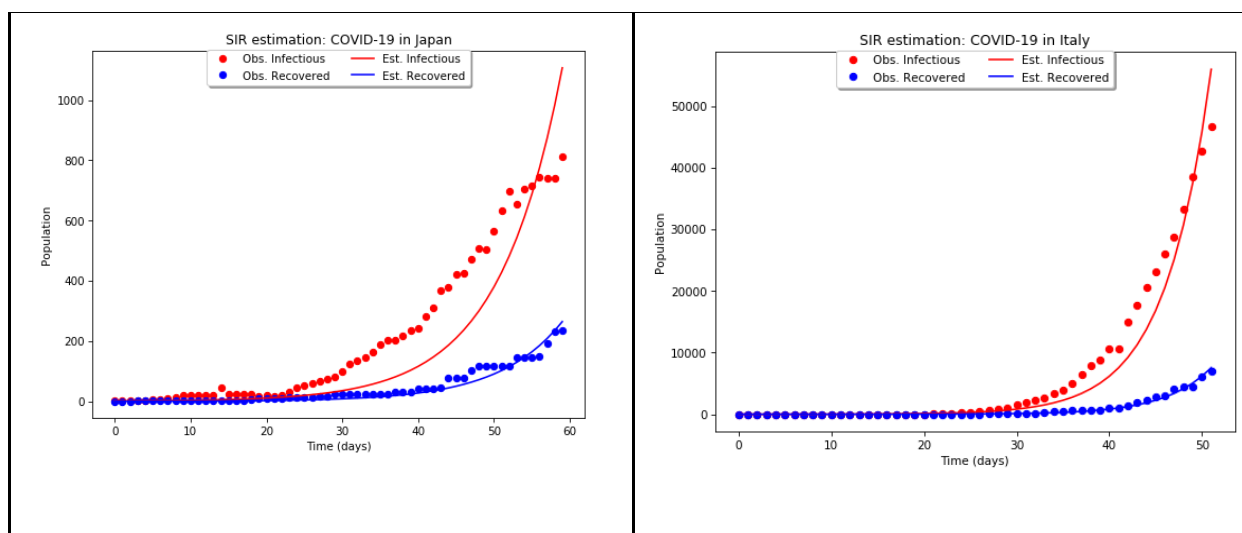 SIR estimation: COVID-19 in Japan
Obs. Infectious Est. Infectious
Obs. Recovered Est. Recovered
1000
800
600
400
200
0
Population
0 10 20 30 40 50 60
Time (days)
SIR estimation: COVID-19 in Italy
Obs. Infectious Est. Infectious
Obs. Recovered Est. Recovered
50000
40000
30000
20000
10000
0
Population
0 10 20 30 40 50
Time (days)